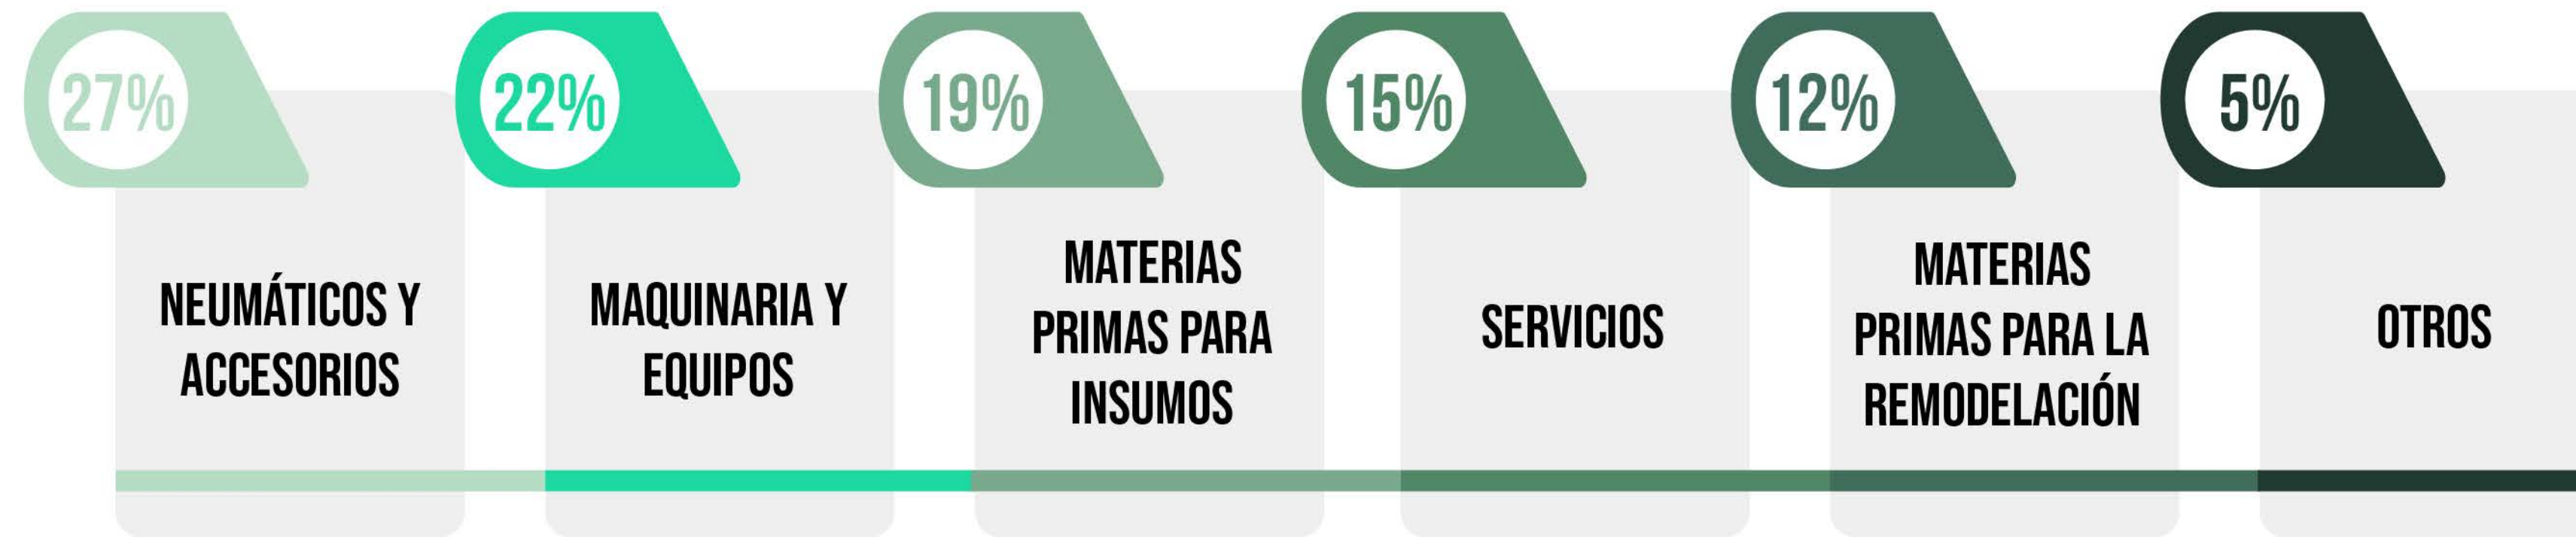 27%
NEUMÁTICOS Y
ACCESORIOS
22%
MAQUINARIA Y
EQUIPOS
19%
MATERIAS
PRIMAS PARA
INSUMOS
15%
SERVICIOS
12%
MATERIAS
PRIMAS PARA LA
REMODELACIÓN
5%
OTROS